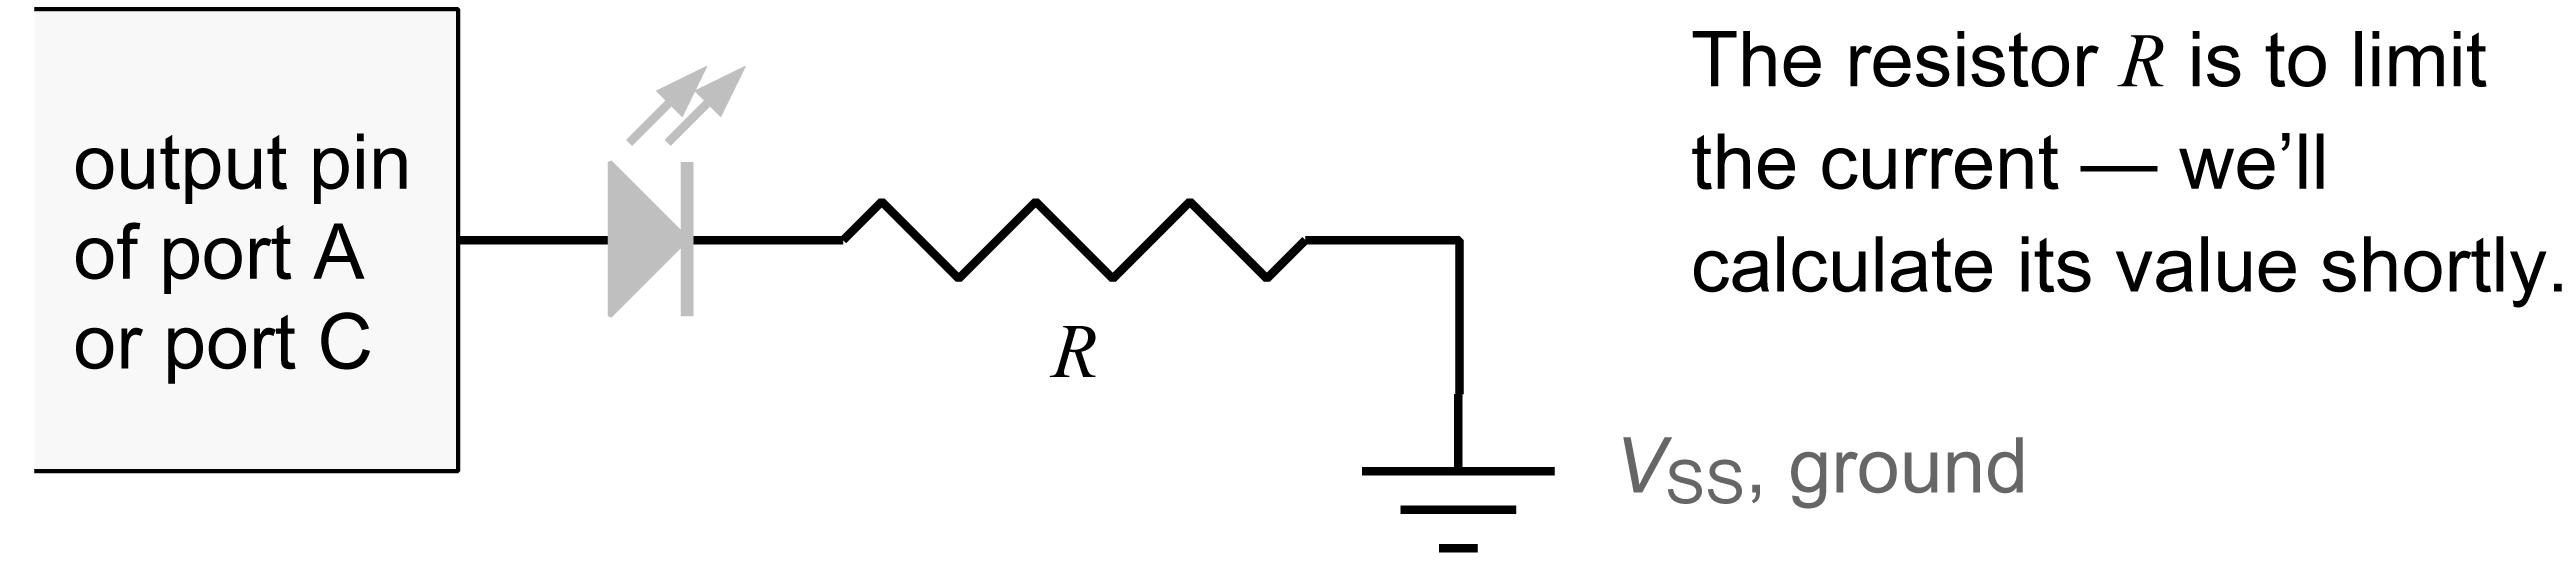 output pin
of port A
or port C
R
The resistor R is to limit
the current — we’ll
calculate its value shortly.
VSS, ground